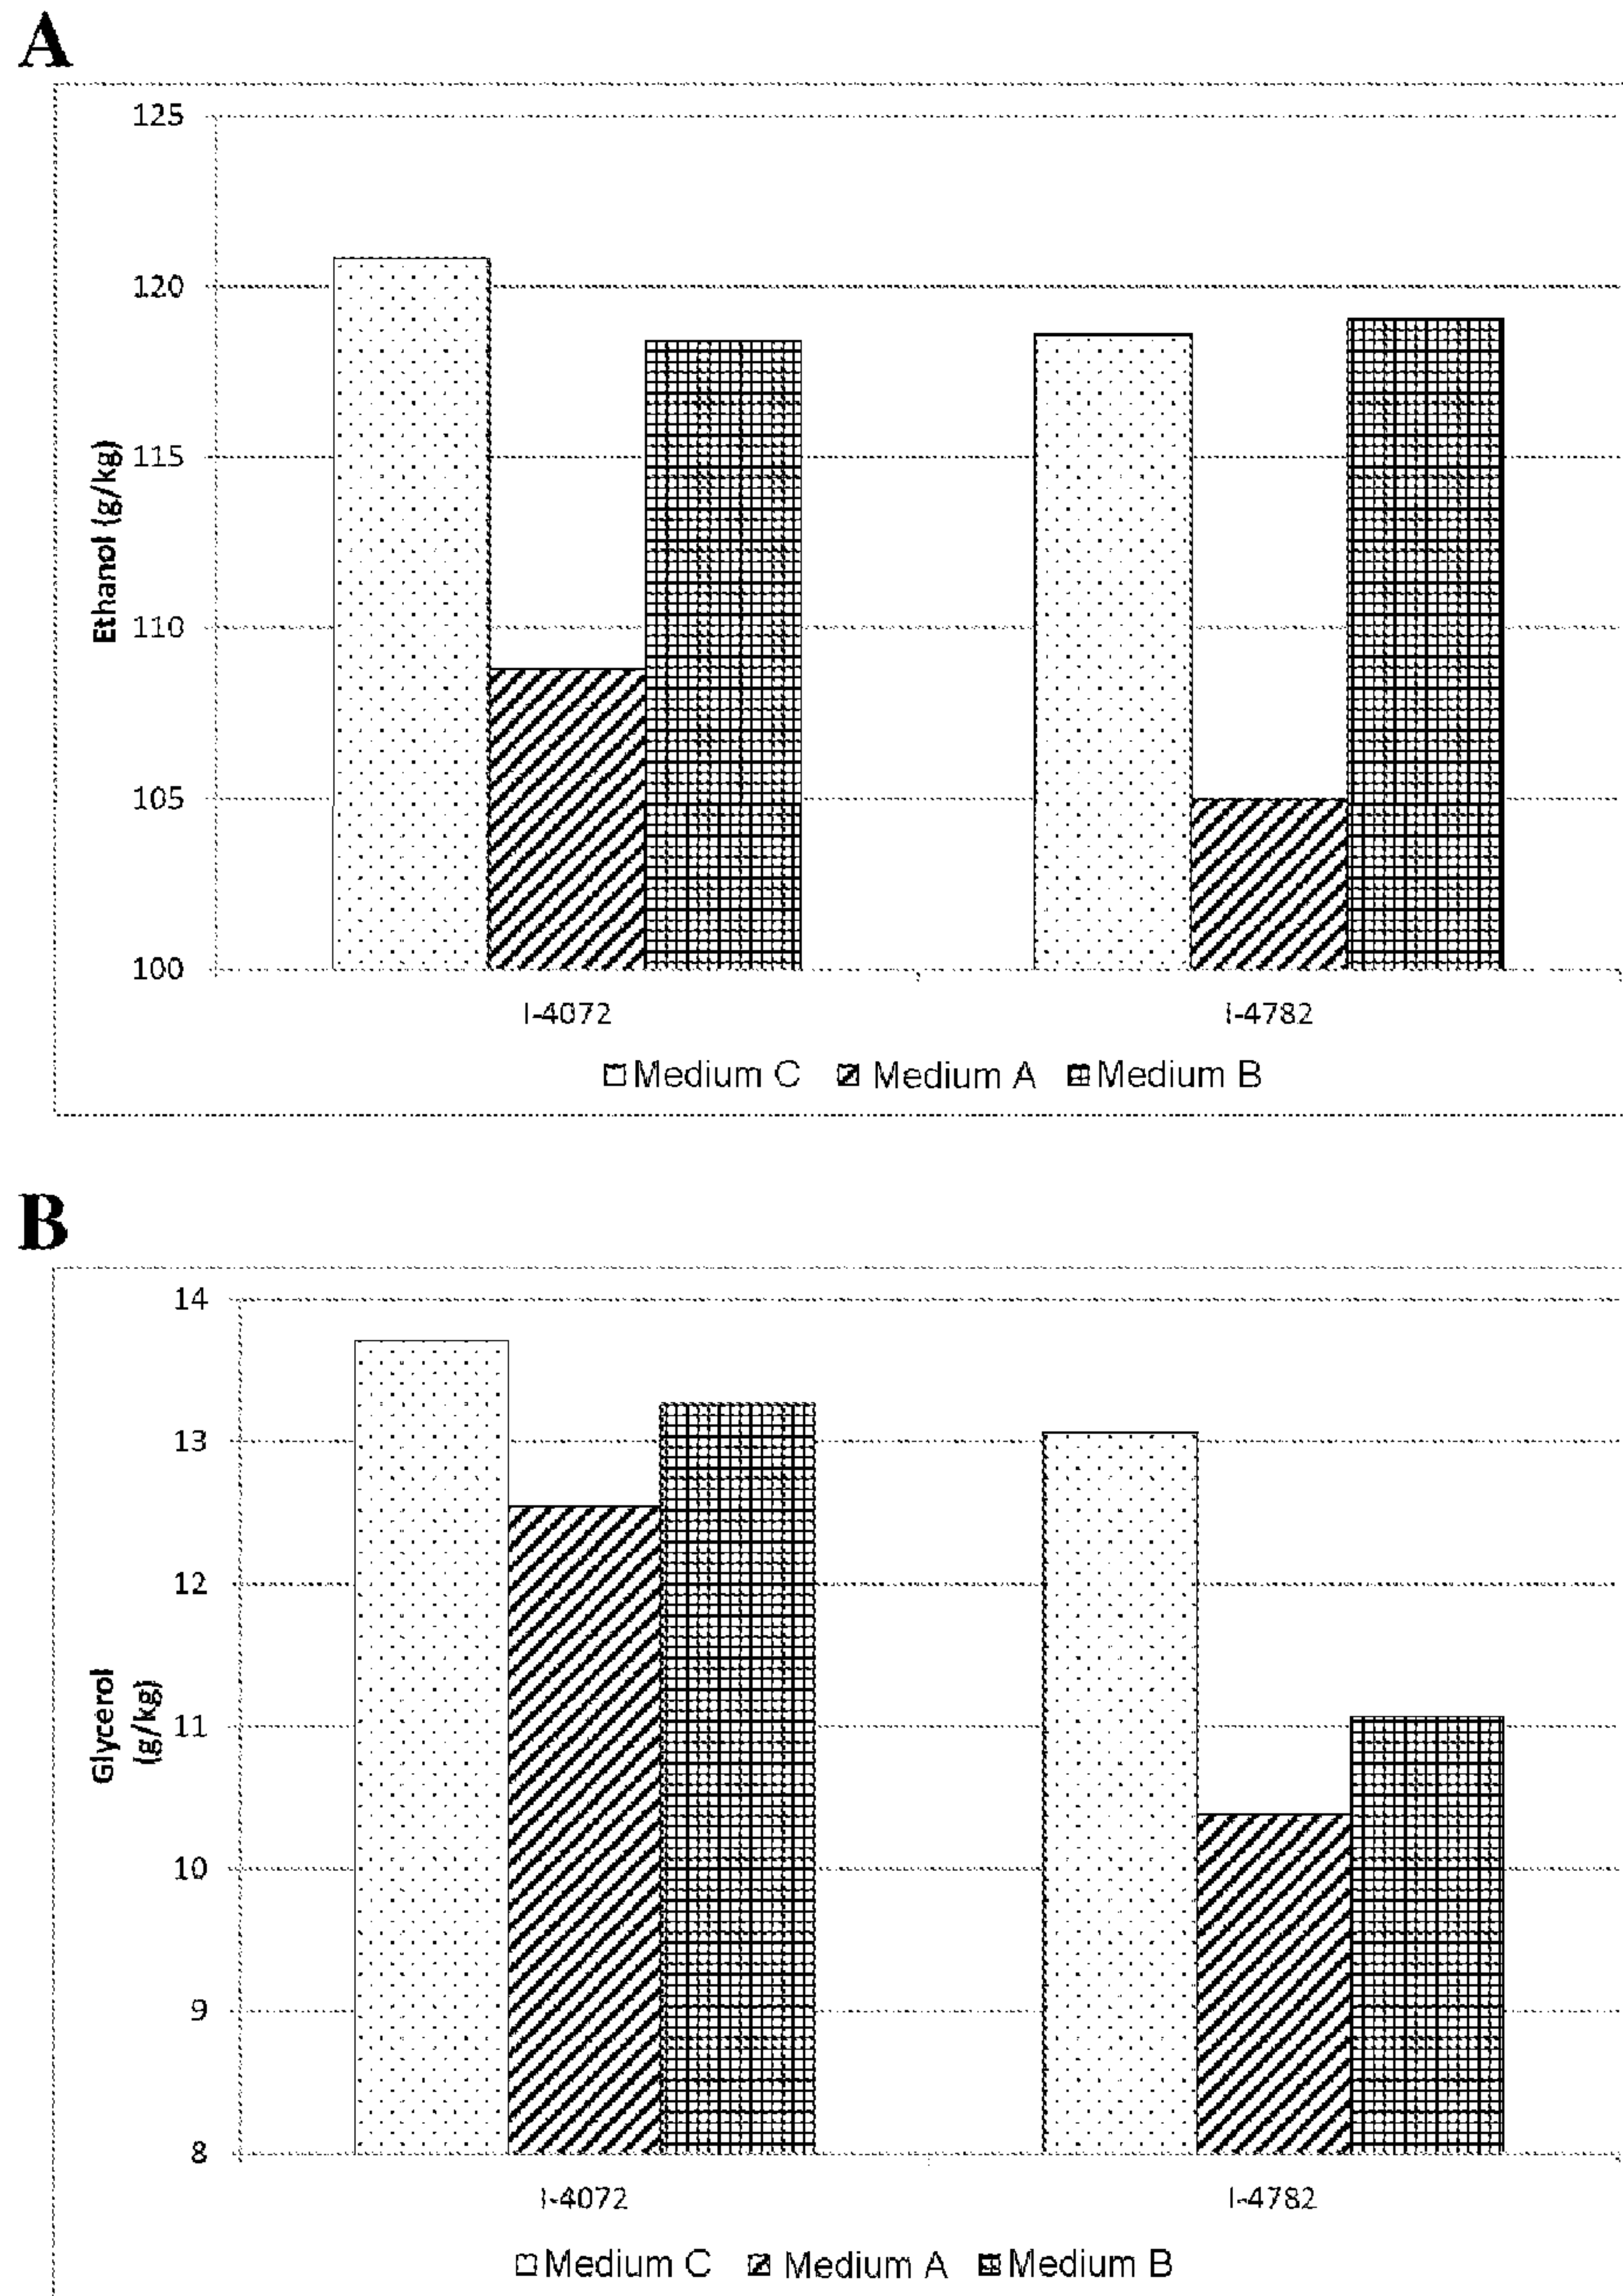 A
125
120
115
110
105
100
Ethanol (g/kg)
I-4072 I-4782
Medium C Medium A Medium B
B
14
13
12
11
10
9
8
Glycerol
(g/kg)
I-4072 I-4782
Medium C Medium A Medium B